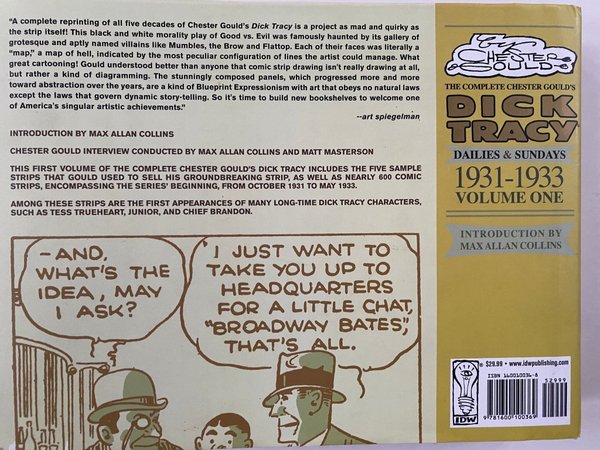 "A complete reprinting of all five decades of Chester Gould's Dick Tracy is a project as mad and quirky as
the strip itself! This black and white morality play of Good vs. Evil was famously haunted by its gallery of
grotesque and aptly named villains like Mumbles, the Brow and Flattop. Each of their faces was literally a
"map," a map of hell, indicated by the most peculiar configuration of lines the artist could manage. What
great cartooning! Gould understood better than anyone that comic strip drawing isn't really drawing at all,
but rather a kind of diagramming. The stunningly composed panels, which progressed more and more
toward abstraction over the years, are a kind of Blueprint Expressionism with art that obeys no natural laws
except the laws that govern dynamic story-telling. So it's time to build new bookshelves to welcome one
of America's singular artistic achievements."
--art spiegelman
INTRODUCTION BY MAX ALLAN COLLINS
CHESTER GOULD INTERVIEW CONDUCTED BY MAX ALLAN COLLINS AND MATT MASTERSON
THIS FIRST VOLUME OF THE COMPLETE CHESTER GOULD'S DICK TRACY INCLUDES THE FIVE SAMPLE
STRIPS THAT GOULD USED TO SELL HIS GROUNDBREAKING STRIP, AS WELL AS NEARLY 600 COMIC
STRIPS, ENCOMPASSING THE SERIES' BEGINNING, FROM OCTOBER 1931 TO MAY 1933.
AMONG THESE STRIPS ARE THE FIRST APPEARANCES OF MANY LONG-TIME DICK TRACY CHARACTERS,
SUCH AS TESS TRUEHEART, JUNIOR, AND CHIEF BRANDON.
-AND,
WHAT'S THE
IDEA, MAY
I ASK?
I JUST WANT TO
TAKE YOU UP TO
HEADQUARTERS
FOR A LITTLE CHAT,
"BROADWAY BATES",
THAT'S ALL.
CHESTER
GOULD
THE COMPLETE CHESTER GOULD'S
DICK
TRACY
DAILIES & SUNDAYS
1931-1933
VOLUME ONE
INTRODUCTION BY
MAX ALLAN COLLINS
$29.99 • www.idwpublishing.com
ISBN 160010036-8
52999
9 781600 100369
IDW